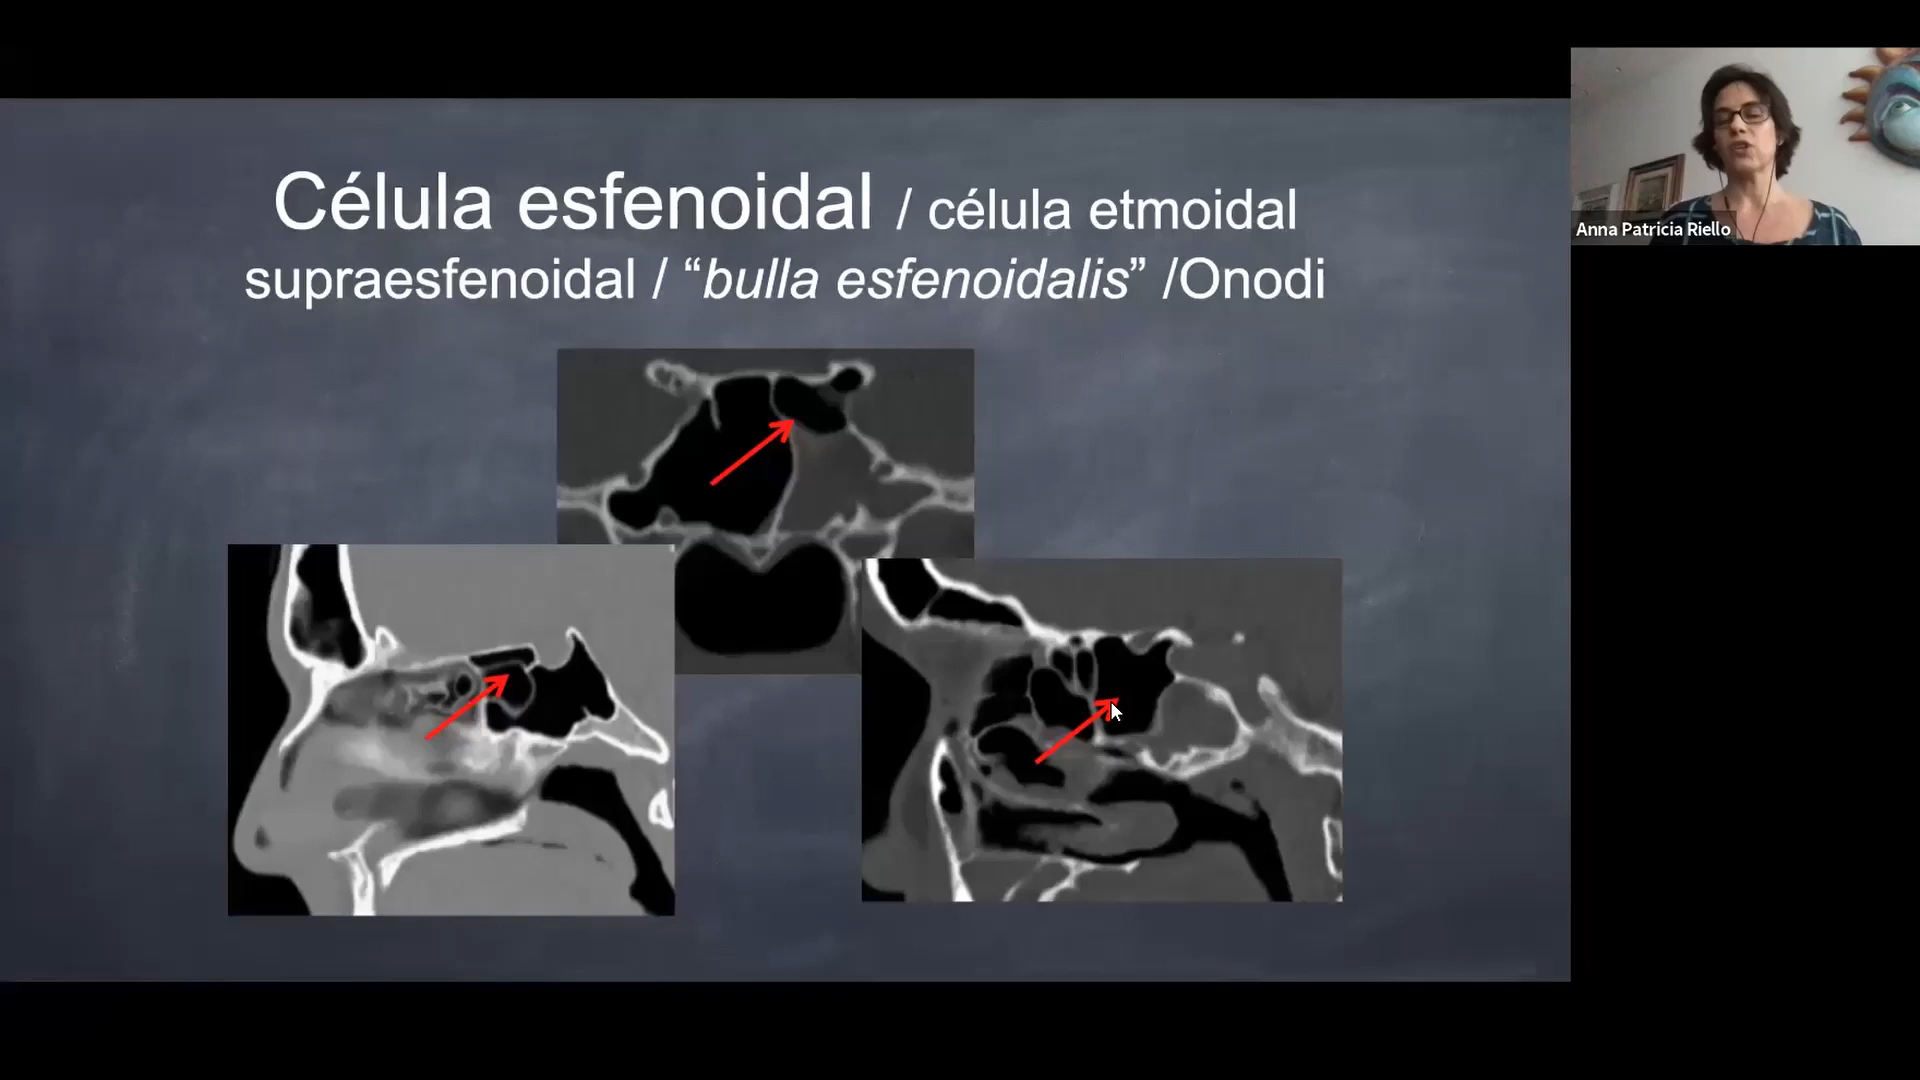 Célula esfenoidal / célula etmoidal
supraesfenoidal / “bulla esfenoidalis” /Onodi
Anna Patricia Riello